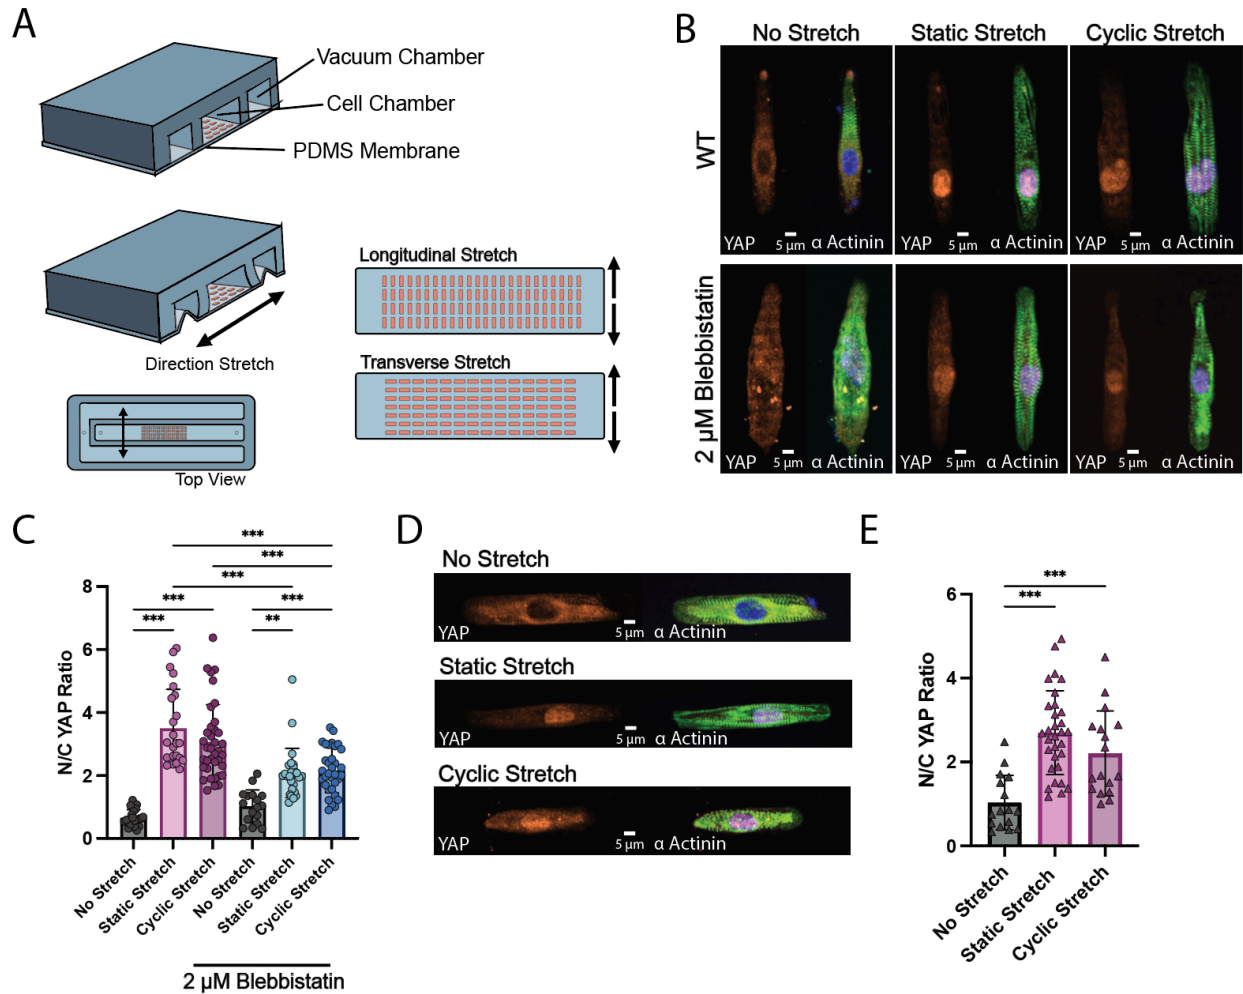 A
Vacuum Chamber
Cell Chamber
PDMS Membrane
Direction Stretch
Top View
Longitudinal Stretch
Transverse Stretch
B
No Stretch
Static Stretch
Cyclic Stretch
WT
YAP 5 µm α Actinin
YAP 5 µm α Actinin
YAP 5 µm α Actinin
2 µM Blebbistatin
YAP 5 µm α Actinin
YAP 5 µm α Actinin
YAP 5 µm α Actinin
C
***
***
***
***
***
***
**
8
6
4
2
0
N/C YAP Ratio
No Stretch
Static Stretch
Cyclic Stretch
No Stretch
Static Stretch
Cyclic Stretch
2 µM Blebbistatin
D
No Stretch
YAP 5 µm α Actinin
Static Stretch
YAP 5 µm α Actinin
Cyclic Stretch
YAP 5 µm α Actinin
E
***
***
6
4
2
0
N/C YAP Ratio
No Stretch
Static Stretch
Cyclic Stretch